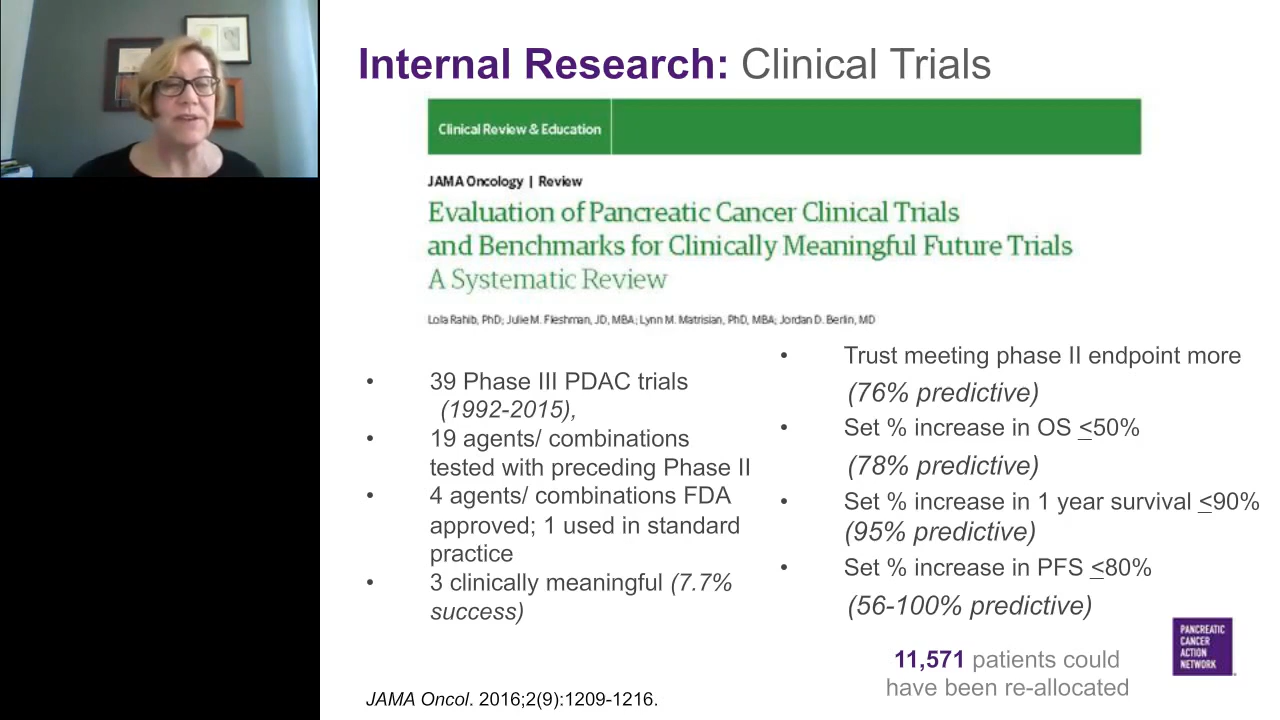 Internal Research: Clinical Trials
Clinical Review & Education
JAMA Oncology | Review
Evaluation of Pancreatic Cancer Clinical Trials
and Benchmarks for Clinically Meaningful Future Trials
A Systematic Review
Lola Rahib, PhD; Julie M. Fleshman, JD, MBA; Lynn M. Matrisian, PhD, MBA; Jordan D. Berlin, MD
• 39 Phase III PDAC trials
(1992-2015),
• 19 agents/ combinations
tested with preceding Phase II
• 4 agents/ combinations FDA
approved; 1 used in standard
practice
• 3 clinically meaningful (7.7%
success)
• Trust meeting phase II endpoint more
(76% predictive)
• Set % increase in OS <50%
(78% predictive)
• Set % increase in 1 year survival <90%
(95% predictive)
• Set % increase in PFS <80%
(56-100% predictive)
11,571 patients could
have been re-allocated
PANCREATIC
CANCER
ACTION
NETWORK
JAMA Oncol. 2016;2(9):1209-1216.